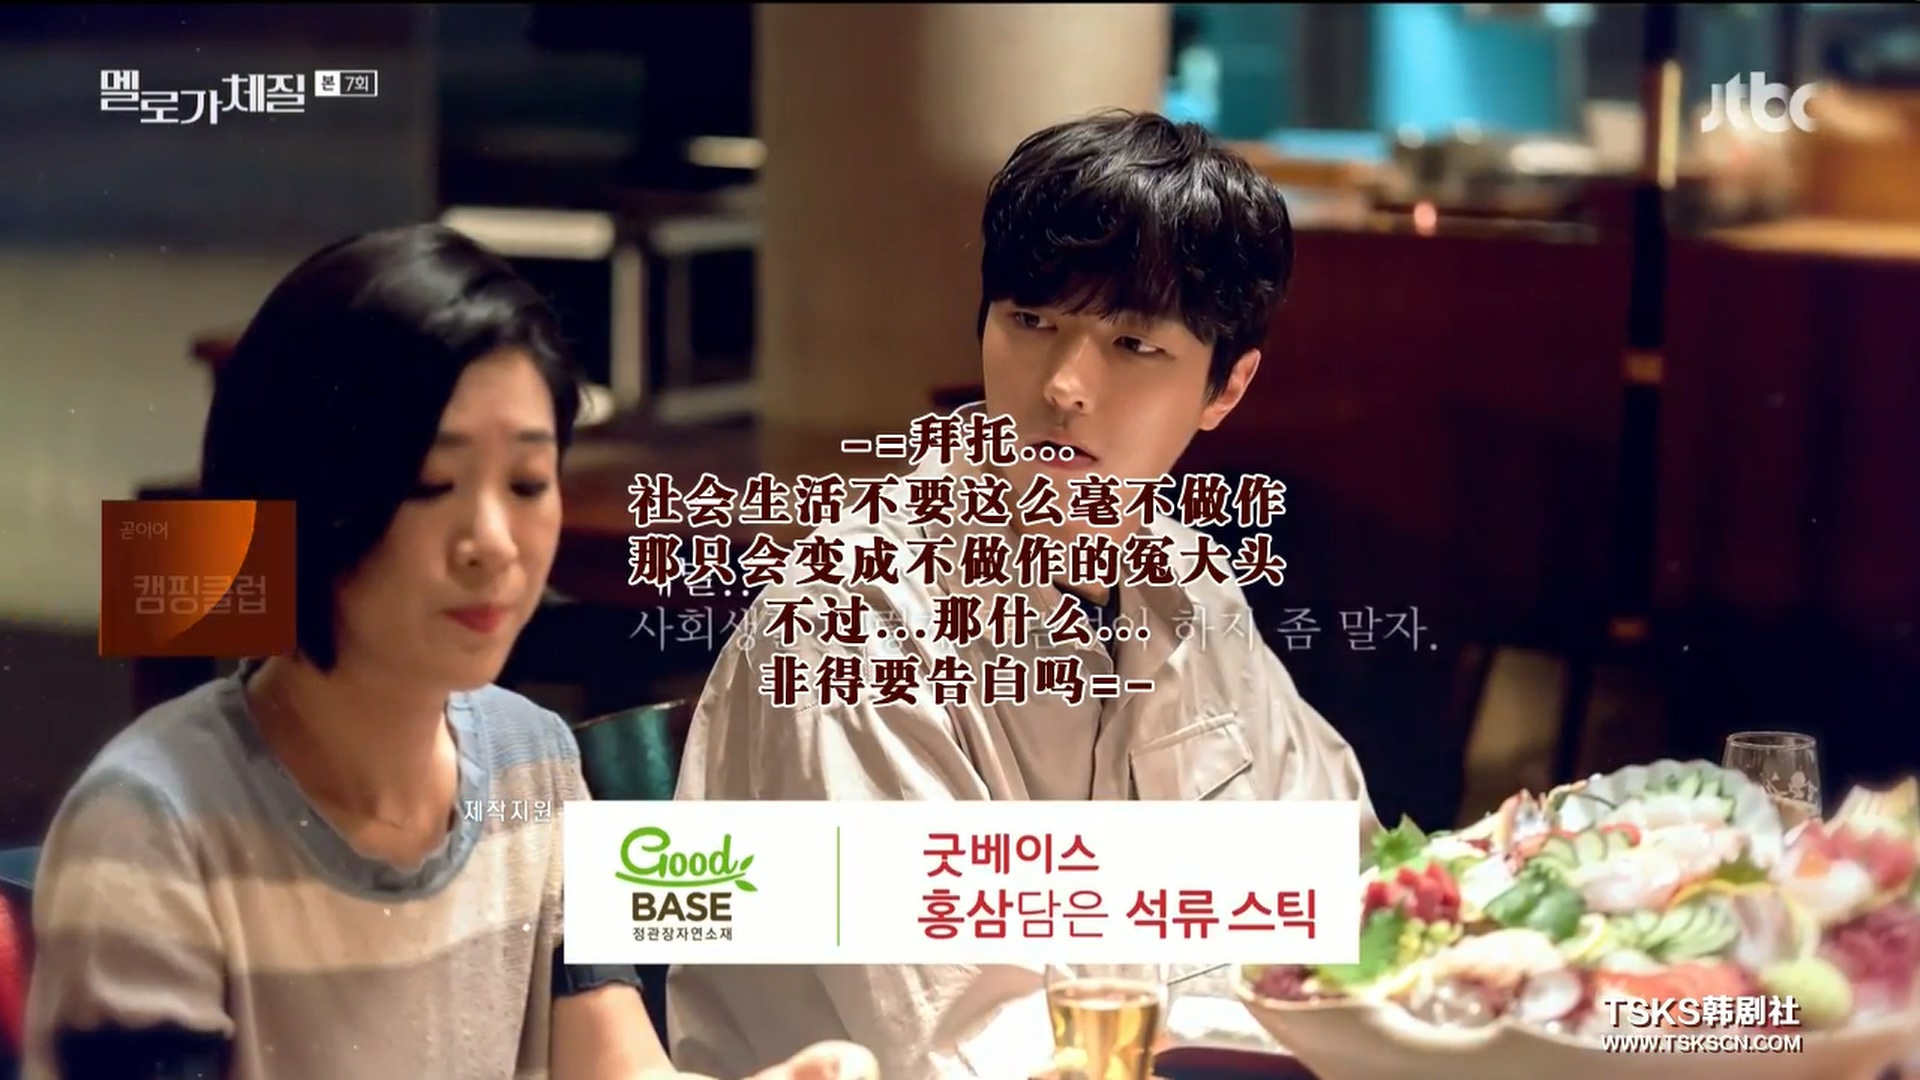 멜로가체질 본 7회
jtbc
-=拜托...
社会生活不要这么毫不做作
那只会变成不做作的冤大头
不过...那什么...
非得要告白吗=-
사회생 하지 좀 말자.
곧이어
캠핑클럽
제작지원
Good
BASE
정관장자연소재
굿베이스
홍삼담은 석류스틱
TSKS韩剧社
WWW.TSKSCN.COM